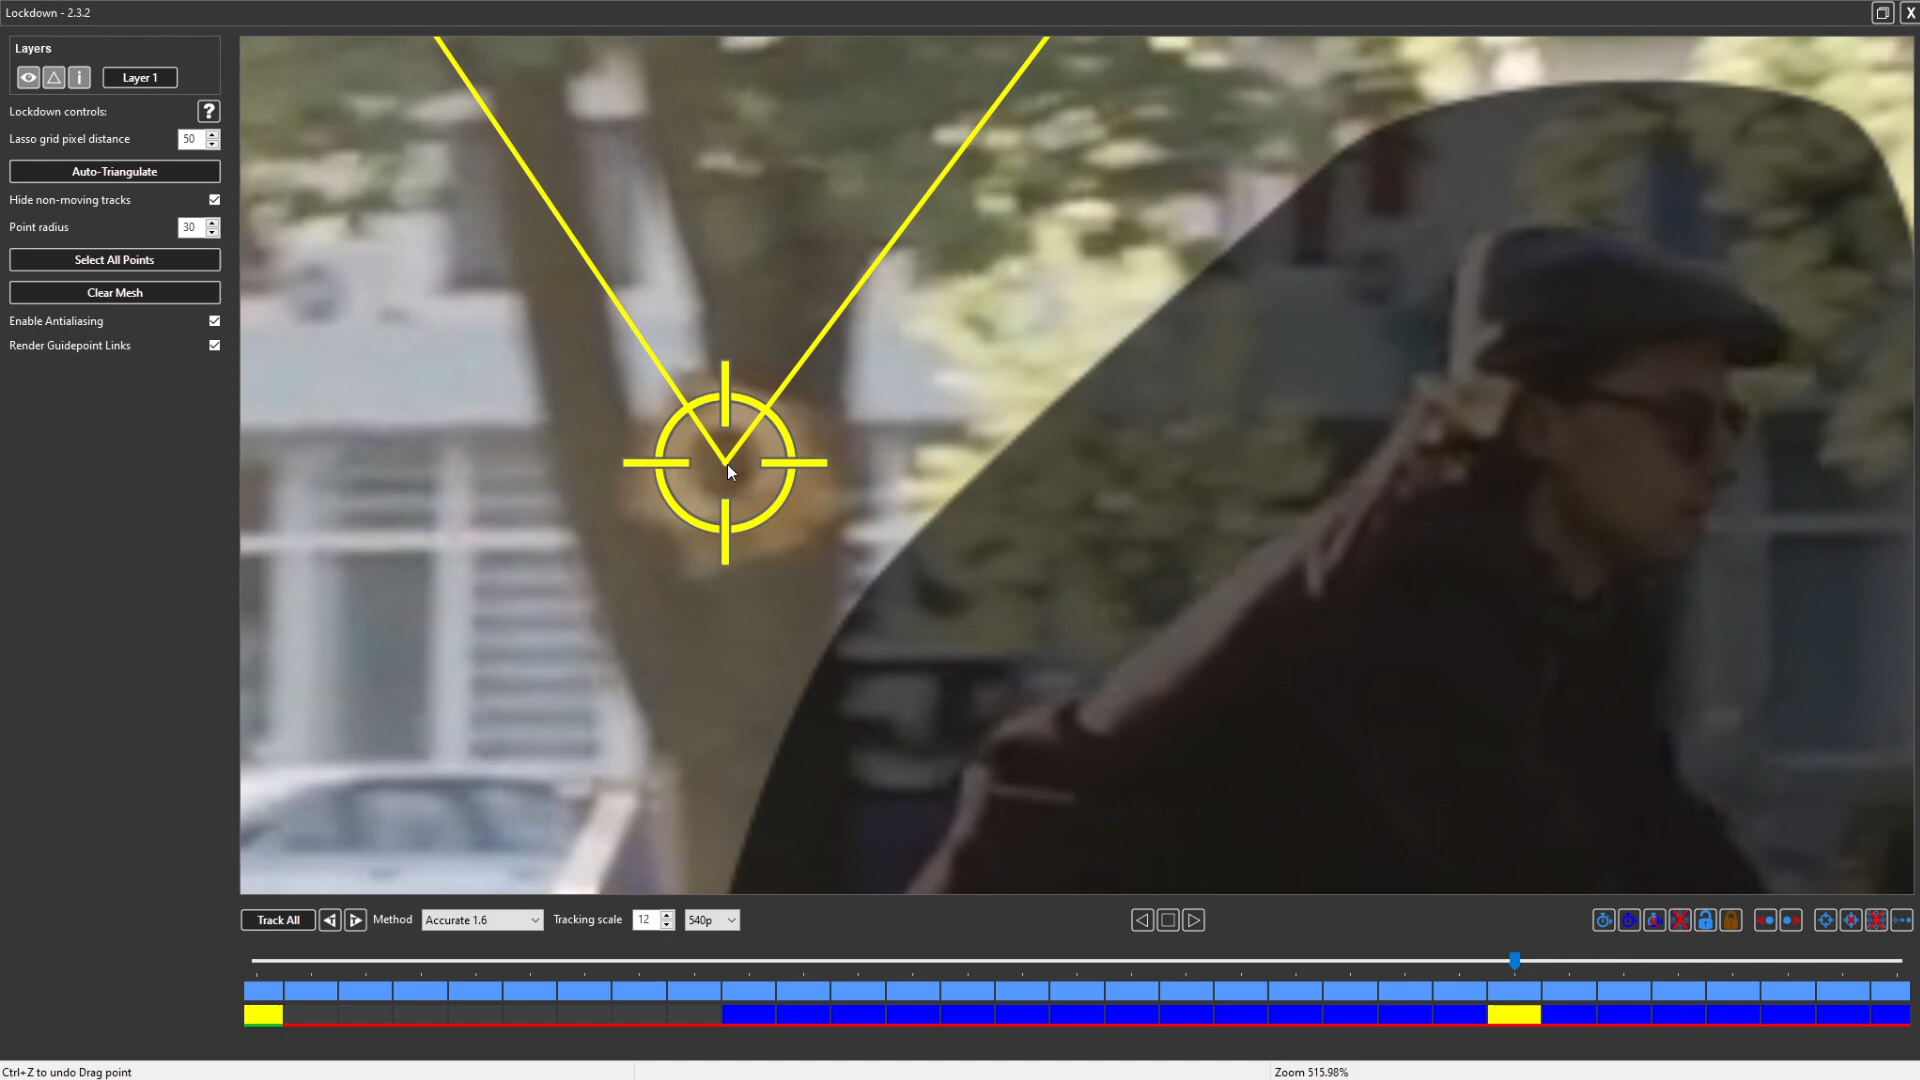 Lockdown - 2.3.2
X
Layers
i
Layer 1
Lockdown controls:
?
Lasso grid pixel distance
50
Auto-Triangulate
Hide non-moving tracks
Point radius
30
Select All Points
Clear Mesh
Enable Antialiasing
Render Guidepoint Links
Track All
Method
Accurate 1.6
Tracking scale
12
540p
Ctrl+Z to undo Drag point
Zoom 515.98%